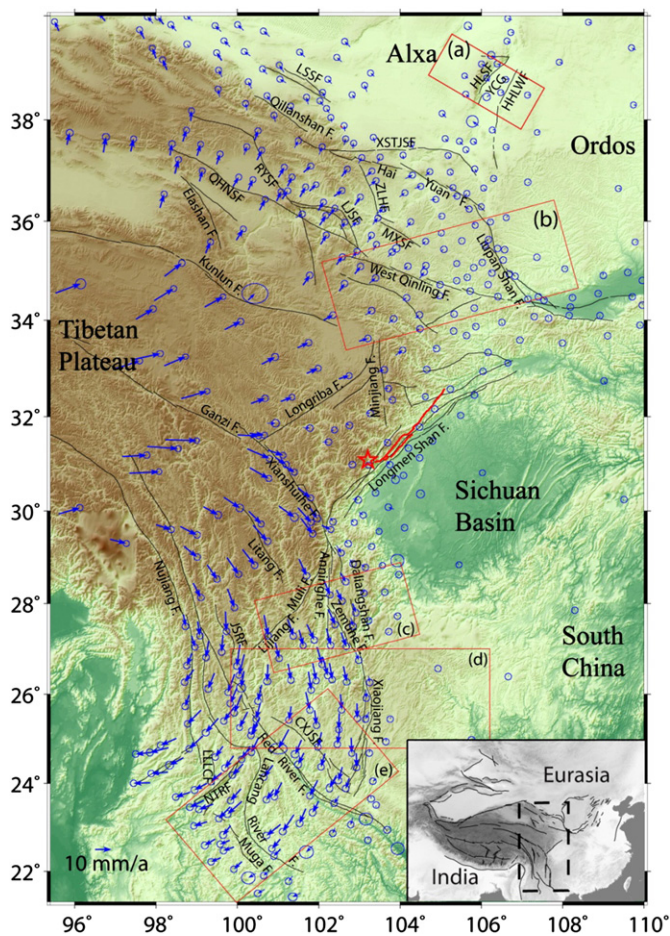 Alxa
(a)
HLSF
YCG
HHLWF
LSSF
Qilianshan F.
38°
XSTJSF
Ordos
RYSF
Hai
Yuan F.
QHNSF
ZLHF
Elashan F.
LJSF
36°
MXSF
(b)
Liupan Shan F.
Kunlun F.
West Qinling F.
34°
Tibetan
Plateau
Minjiang F.
Longriba F.
32°
Ganzi F.
Longmen Shan F.
Xianshuihe F.
Sichuan
Basin
30°
Litang F.
Nujiang F.
Anninghe F.
Daliangshan F.
28°
Muli F.
Lijiang F.
Zemuhe F.
(c)
JSRF
South
China
(d)
26°
Xiaojiang F.
CXJSF
Red River F.
(e)
Eurasia
24°
LLCF
NTRF
Lancang
River
F.
Muga F.
India
10 mm/a
22°
96° 98° 100° 102° 104° 106° 108° 110°